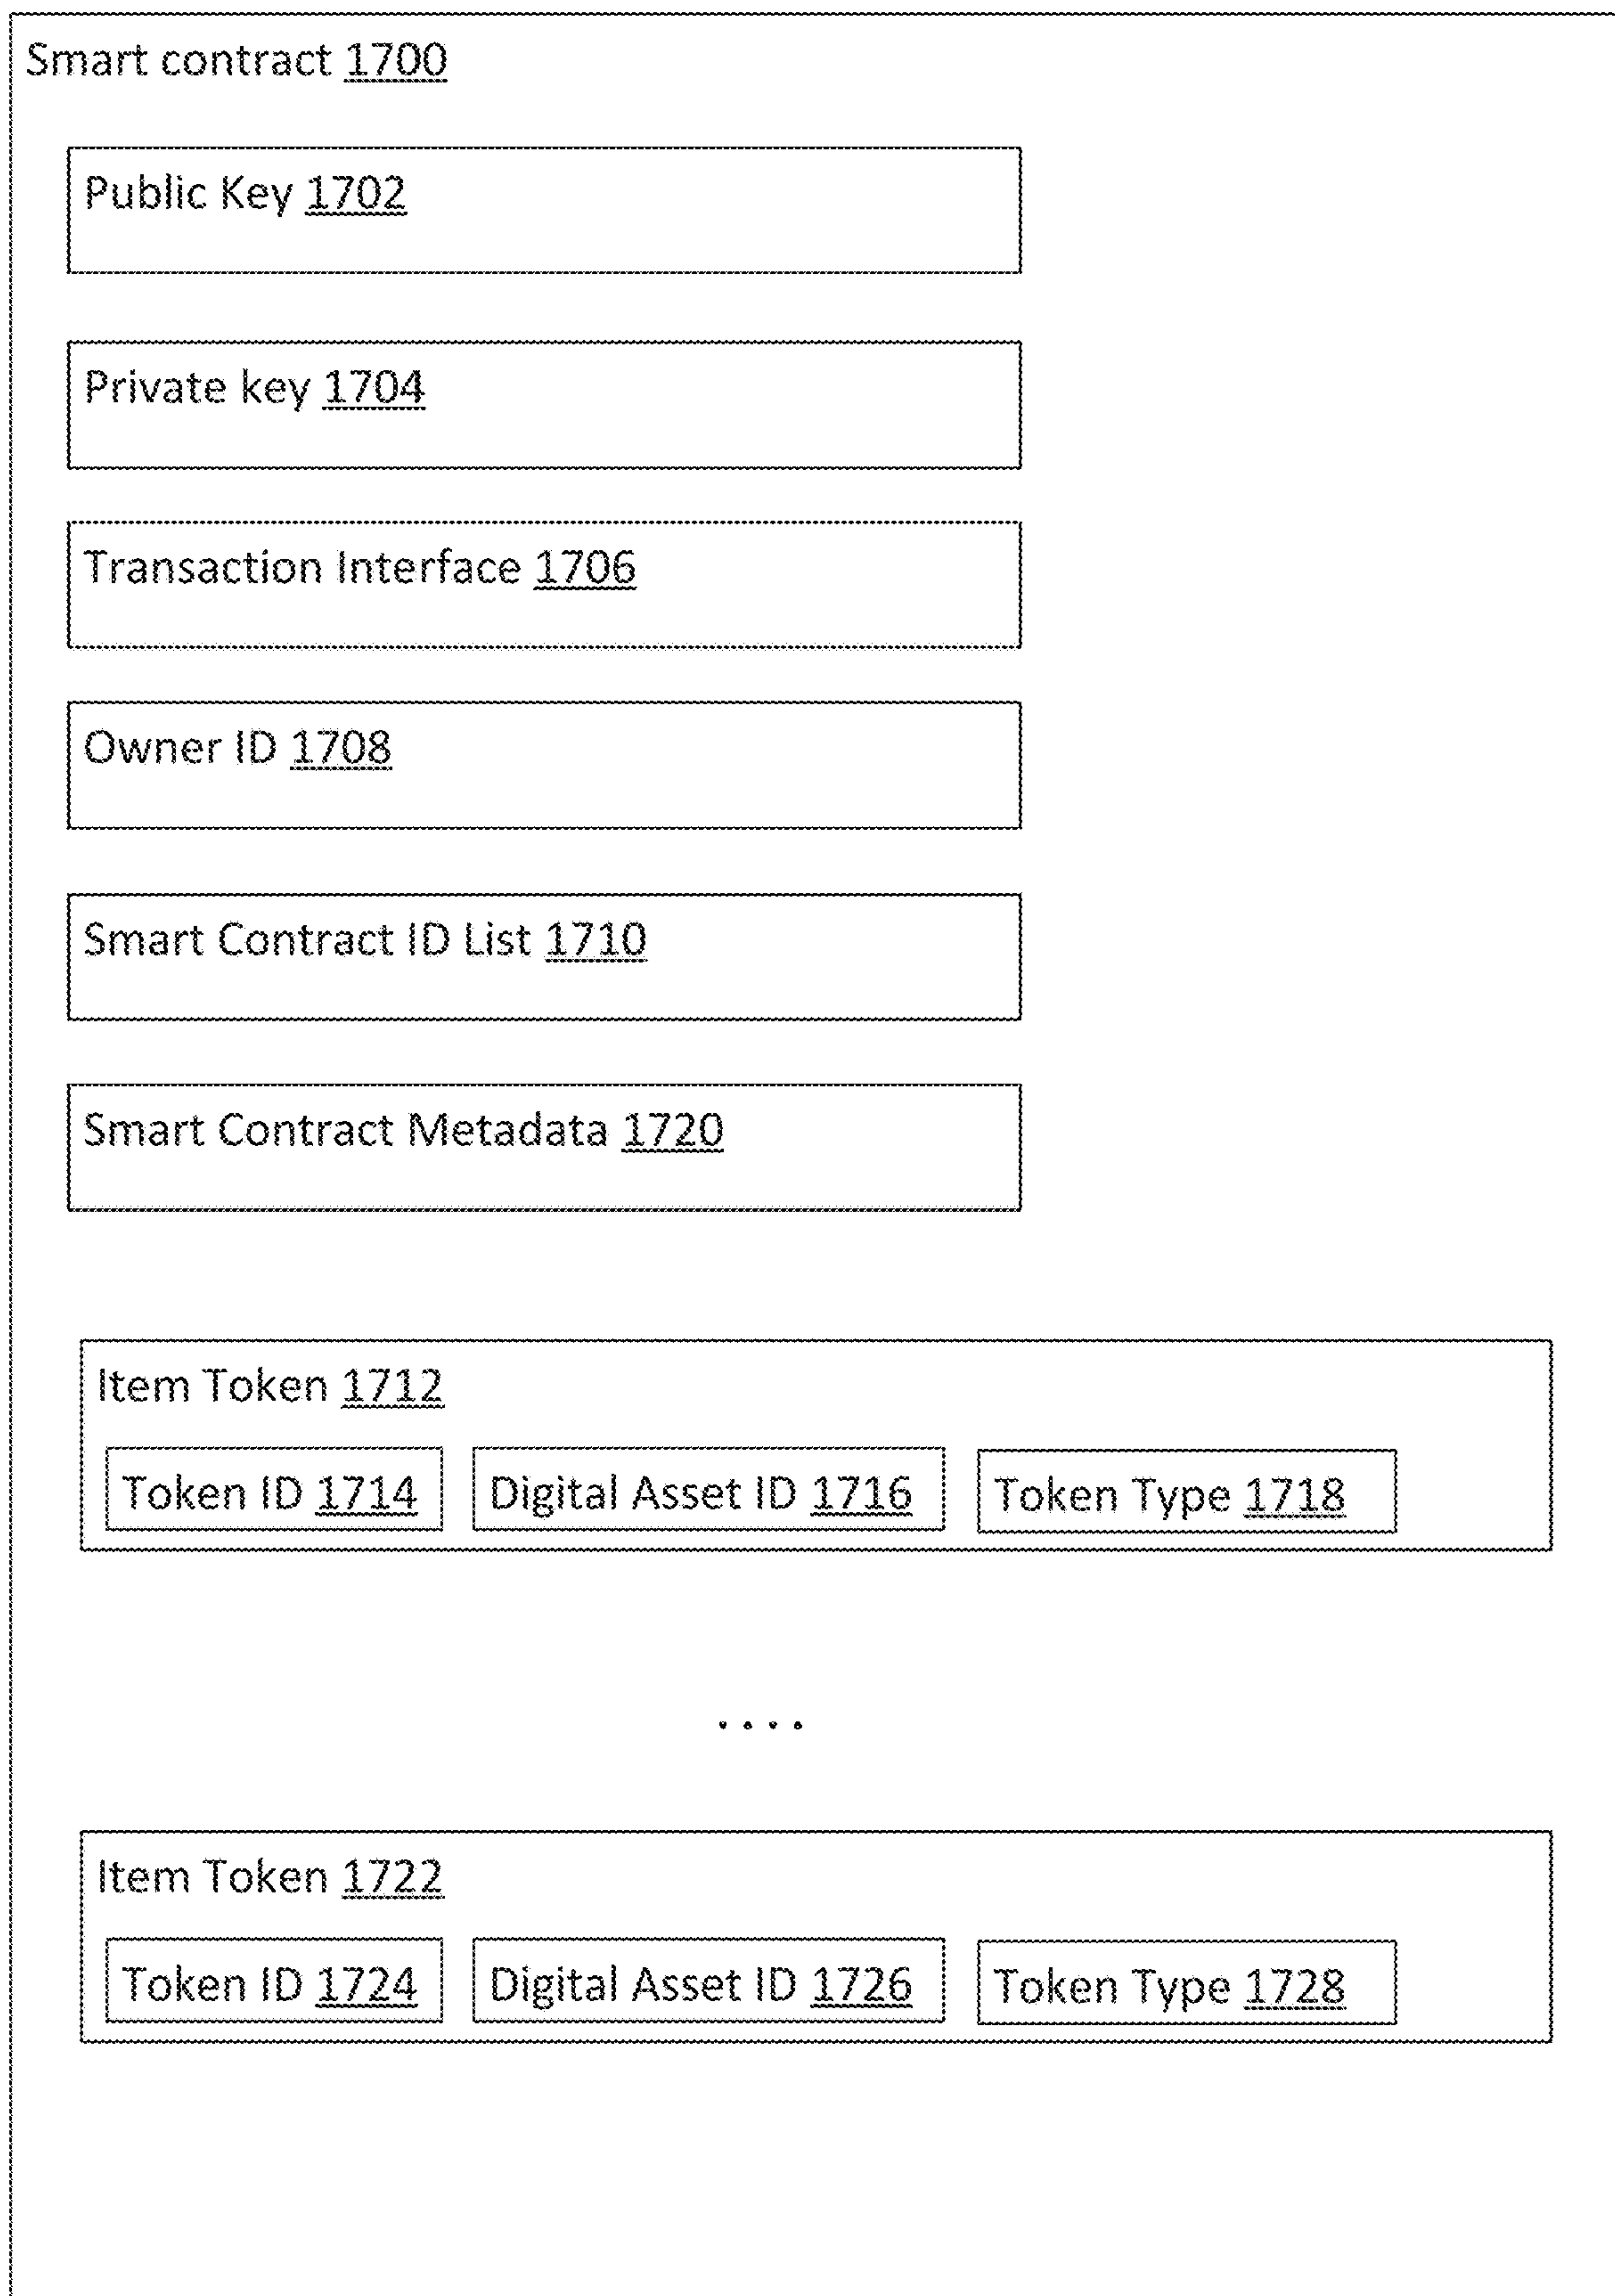 Smart contract 1700
Public Key 1702
Private key 1704
Transaction Interface 1706
Owner ID 1708
Smart Contract ID List 1710
Smart Contract Metadata 1720
Item Token 1712
Token ID 1714 Digital Asset ID 1716 Token Type 1718
....
Item Token 1722
Token ID 1724 Digital Asset ID 1726 Token Type 1728